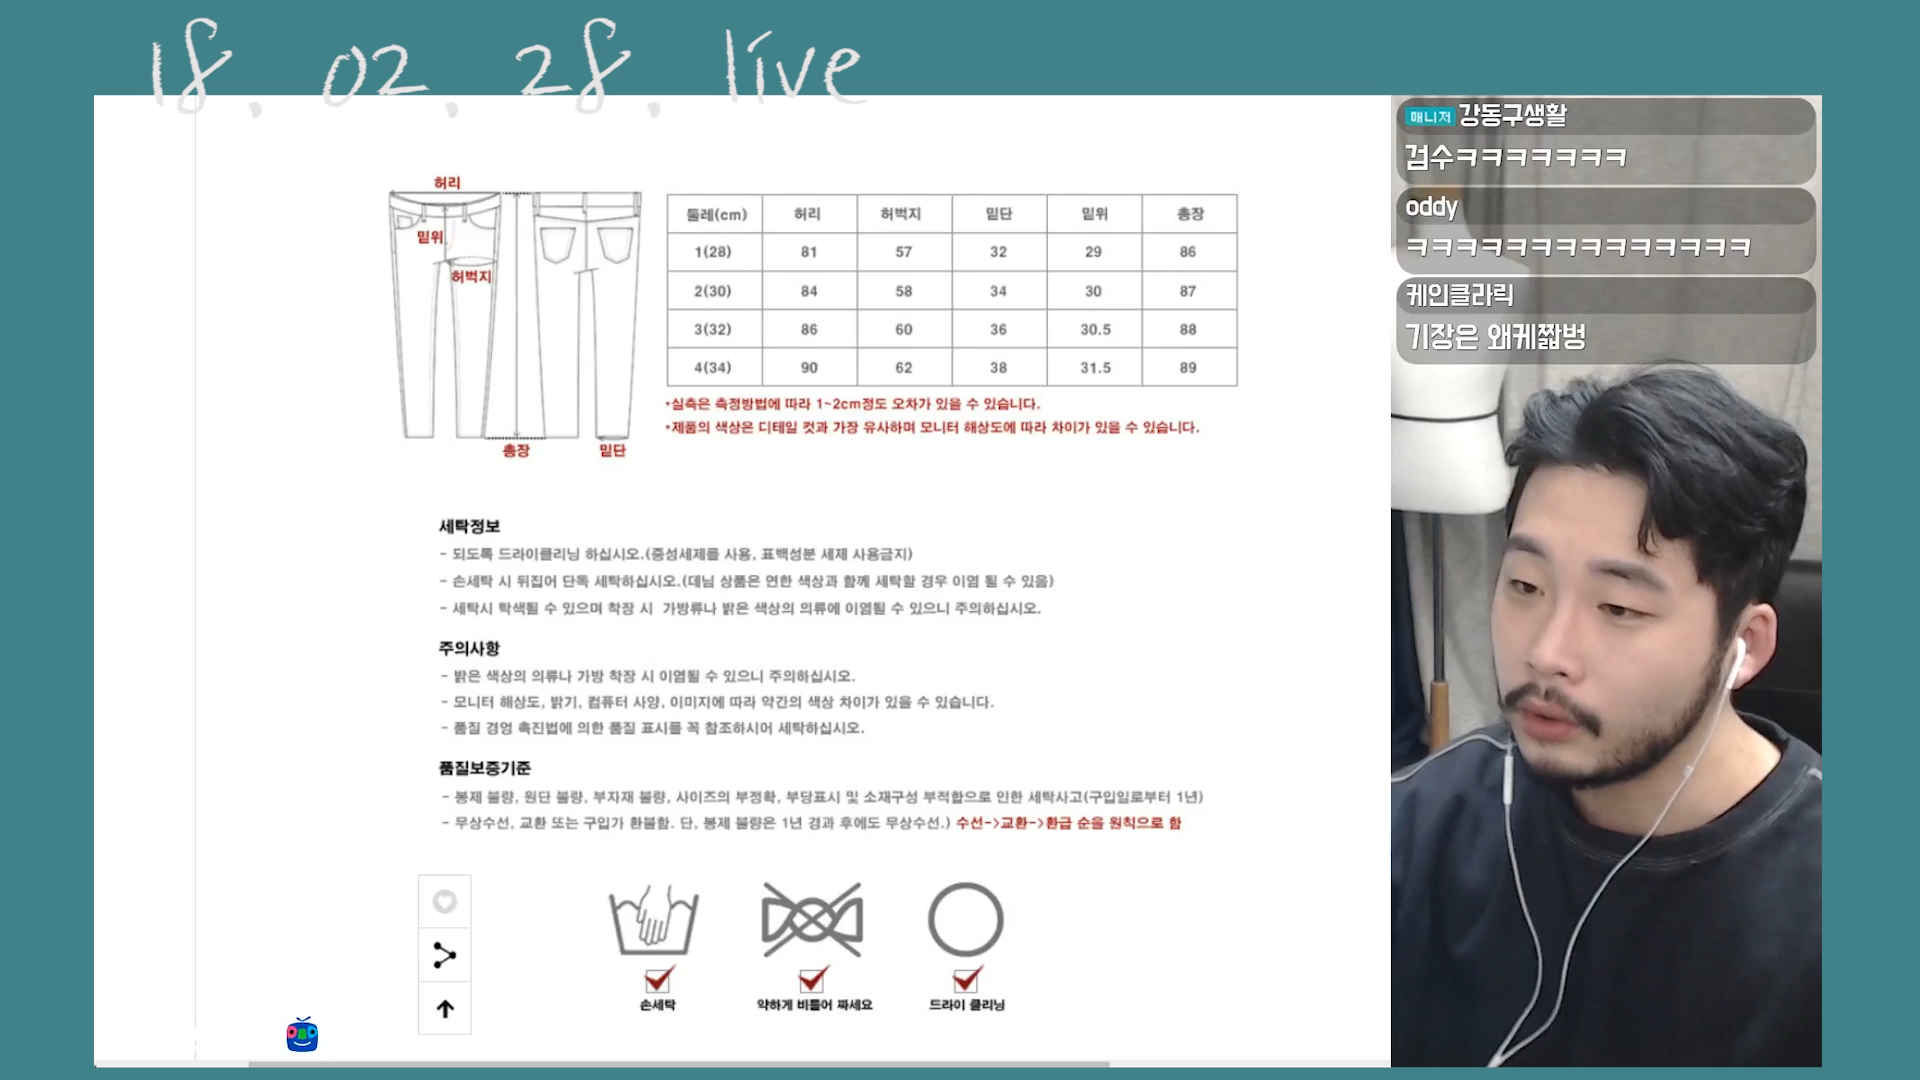 18. 02. 28. live
매니저 강동구생활
검수ㅋㅋㅋㅋㅋㅋㅋ
oddy
ㅋㅋㅋㅋㅋㅋㅋㅋㅋㅋㅋㅋㅋㅋ
케인클라릭
기장은 왜케짧벙
허리
밑위
허벅지
총장
밑단
둘레(cm) 허리 허벅지 밑단 밑위 총장
1(28) 81 57 32 29 86
2(30) 84 58 34 30 87
3(32) 86 60 36 30.5 88
4(34) 90 62 38 31.5 89
*실측은 측정방법에 따라 1~2cm정도 오차가 있을 수 있습니다.
*제품의 색상은 디테일 컷과 가장 유사하며 모니터 해상도에 따라 차이가 있을 수 있습니다.
세탁정보
- 되도록 드라이클리닝 하십시오.(중성세제를 사용, 표백성분 세제 사용금지)
- 손세탁 시 뒤집어 단독 세탁하십시오.(데님 상품은 연한 색상과 함께 세탁할 경우 이염 될 수 있음)
- 세탁시 탁색될 수 있으며 착장 시 가방류나 밝은 색상의 의류에 이염될 수 있으니 주의하십시오.
주의사항
- 밝은 색상의 의류나 가방 착장 시 이염될 수 있으니 주의하십시오.
- 모니터 해상도, 밝기, 컴퓨터 사양, 이미지에 따라 약간의 색상 차이가 있을 수 있습니다.
- 품질 경영 촉진법에 의한 품질 표시를 꼭 참조하시어 세탁하십시오.
품질보증기준
- 봉제 불량, 원단 불량, 부자재 불량, 사이즈의 부정확, 부당표시 및 소재구성 부적합으로 인한 세탁사고(구입일로부터 1년)
- 무상수선, 교환 또는 구입가 환불함. 단, 봉제 불량은 1년 경과 후에도 무상수선.) 수선->교환->환급 순을 원칙으로 함
손세탁
약하게 비틀어 짜세요
드라이 클리닝